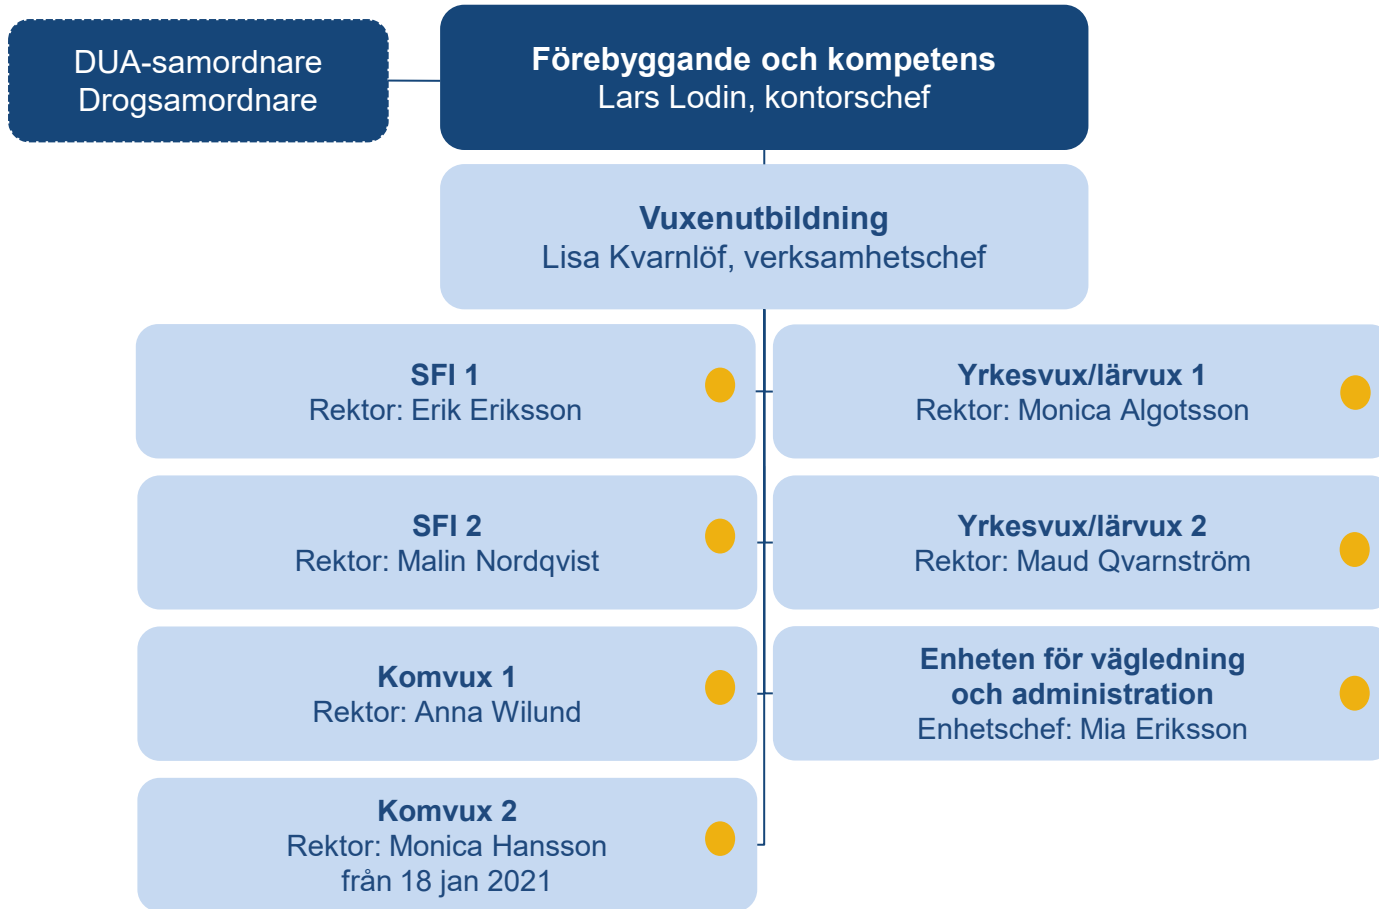 DUA-samordnare
Drogsamordnare
Förebyggande och kompetens
Lars Lodin, kontorschef
Vuxenutbildning
Lisa Kvarnlöf, verksamhetschef
SFI 1
Rektor: Erik Eriksson
Yrkesvux/lärvux 1
Rektor: Monica Algotsson
SFI 2
Rektor: Malin Nordqvist
Yrkesvux/lärvux 2
Rektor: Maud Qvarnström
Komvux 1
Rektor: Anna Wilund
Enheten för vägledning
och administration
Enhetschef: Mia Eriksson
Komvux 2
Rektor: Monica Hansson
från 18 jan 2021